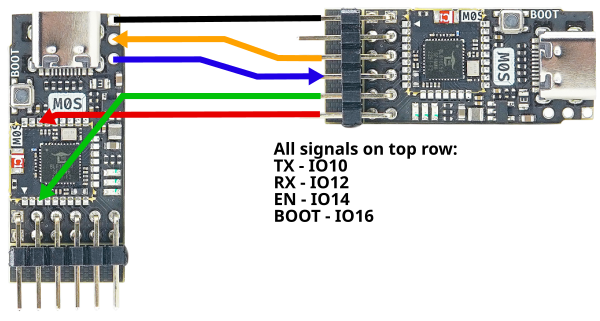 M0S
BOOT
BOOT
M0S
M0S
M0S
All signals on top row:
TX - IO10
RX - IO12
EN - IO14
BOOT - IO16